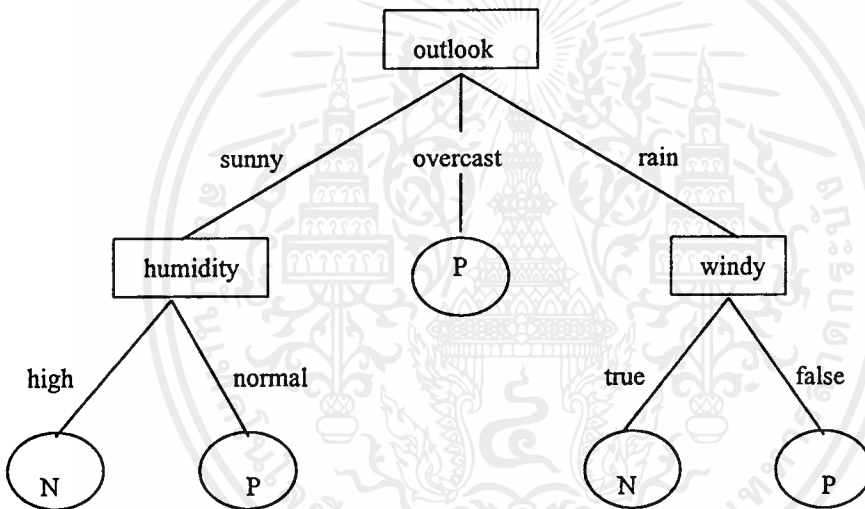 outlook
sunny overcast rain
humidity P windy
high normal true false
N P N P